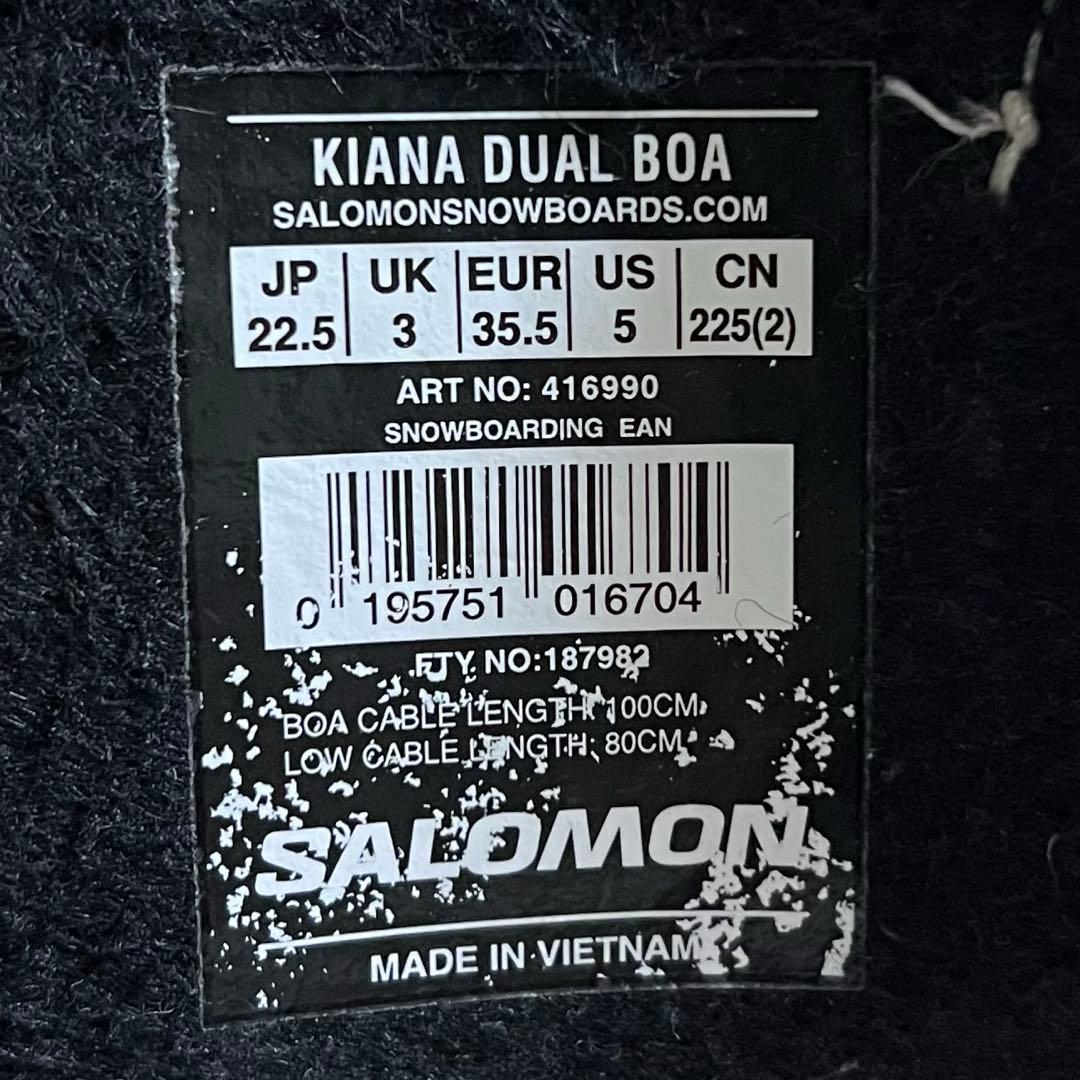 KIANA DUAL BOA
SALOMONSNOWBOARDS.COM
JP UK EUR US CN
22.5 3 35.5 5 225(2)
ART NO: 416990
SNOWBOARDING EAN
0 195751 016704
FTY NO:187982
BOA CABLE LENGTH: 100CM
LOW CABLE LENGTH: 80CM
SALOMON
MADE IN VIETNAM